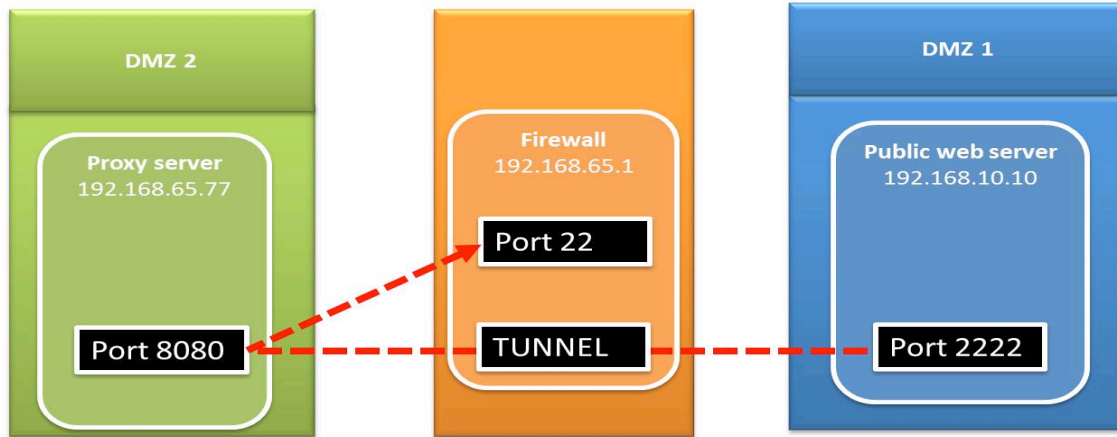 DMZ 2
Proxy server
192.168.65.77
Port 8080
Firewall
192.168.65.1
Port 22
TUNNEL
DMZ 1
Public web server
192.168.10.10
Port 2222